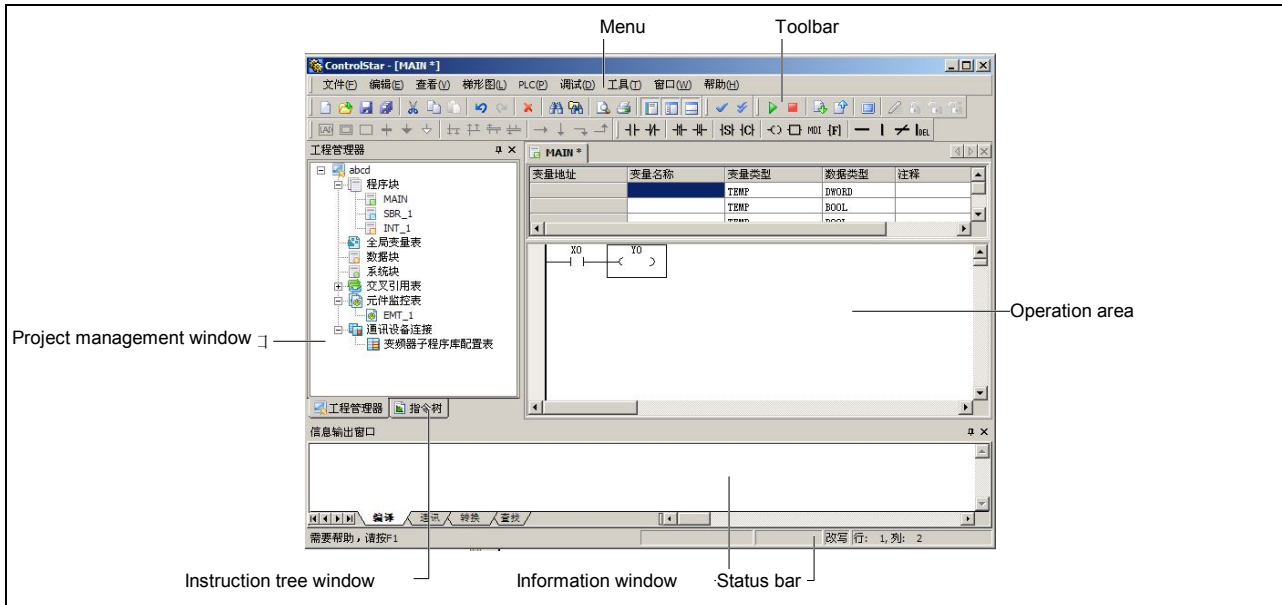 Menu
Toolbar
ControlStar - [MAIN *]
文件(F) 编辑(E) 查看(V) 梯形图(L) PLC(P) 调试(D) 工具(T) 窗口(W) 帮助(H)
{S} {C} MDI {F} DEL
工程管理器
MAIN *
abcd
程序块
MAIN
SBR_1
INT_1
全局变量表
数据块
系统块
交叉引用表
元件监控表
EMT_1
通讯设备连接
变频器子程序库配置表
变量地址 变量名称 变量类型 数据类型 注释
TEMP DWORD
TEMP BOOL
TEMP BOOL
X0 Y0
Operation area
Project management window
工程管理器 指令树
信息输出窗口
编译 通讯 转换 查找
需要帮助，请按F1
改写 行: 1,列: 2
Instruction tree window
Information window
Status bar